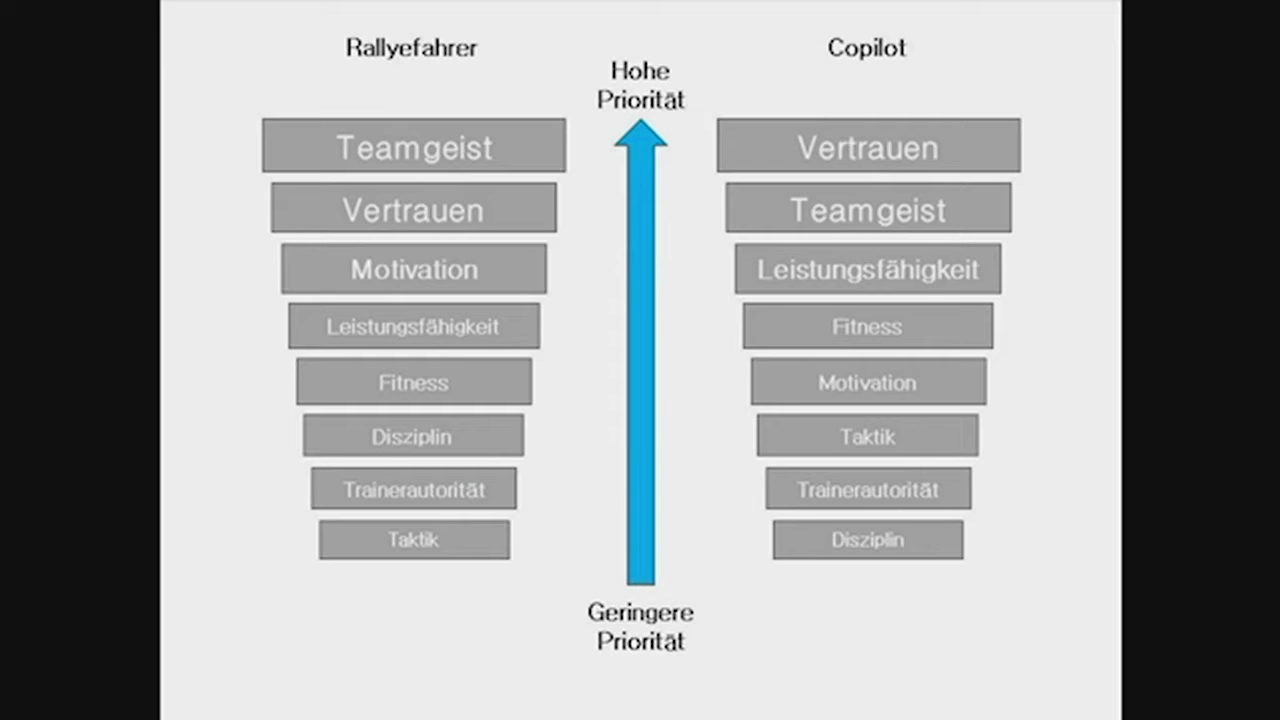 Rallyefahrer
Copilot
Hohe
Priorität
Teamgeist
Vertrauen
Motivation
Leistungsfähigkeit
Fitness
Disziplin
Trainerautorität
Taktik
Vertrauen
Teamgeist
Leistungsfähigkeit
Fitness
Motivation
Taktik
Trainerautorität
Disziplin
Geringere
Priorität